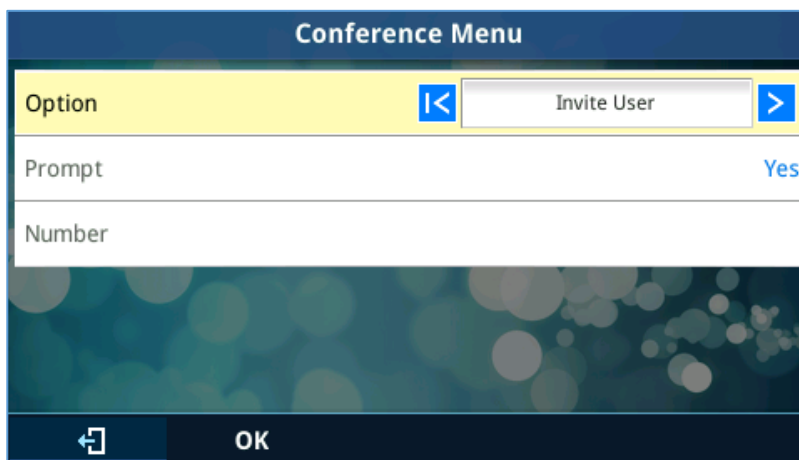 Conference Menu
Option Invite User
Prompt Yes
Number
OK